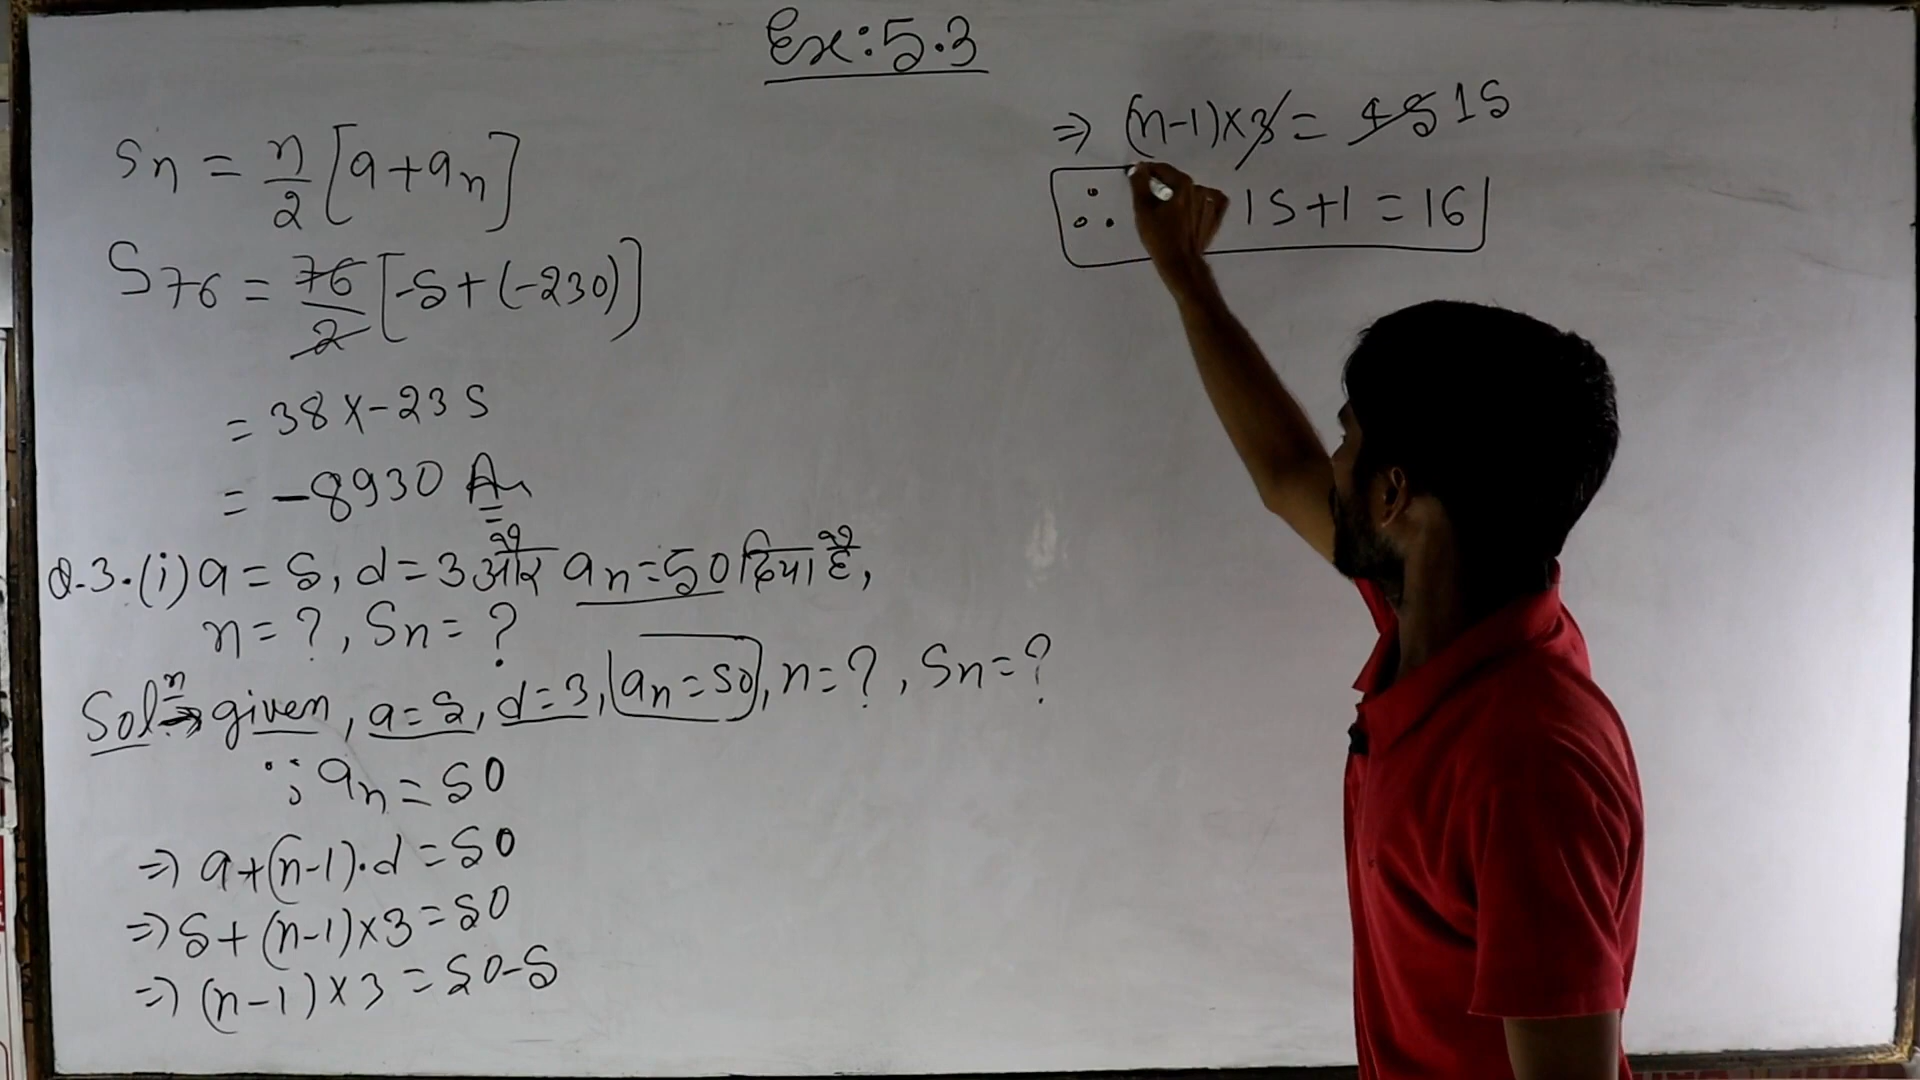 Ex: 5.3
Sn = n/2 [a+an]
S76 = 76/2 [-5+(-230)]
= 38×-235
= -8930 An
Q.3.(i) a=5, d=3 और an=50 दिया है,
n=?, Sn=?
Solⁿ→ given, a=5, d=3, an=50, n=?, Sn=?
∵ an=50
⇒ a+(n-1).d=50
⇒ 5+(n-1)×3=50
⇒ (n-1)×3=50-5
⇒ (n-1)×3=45 15
∴ 15+1=16